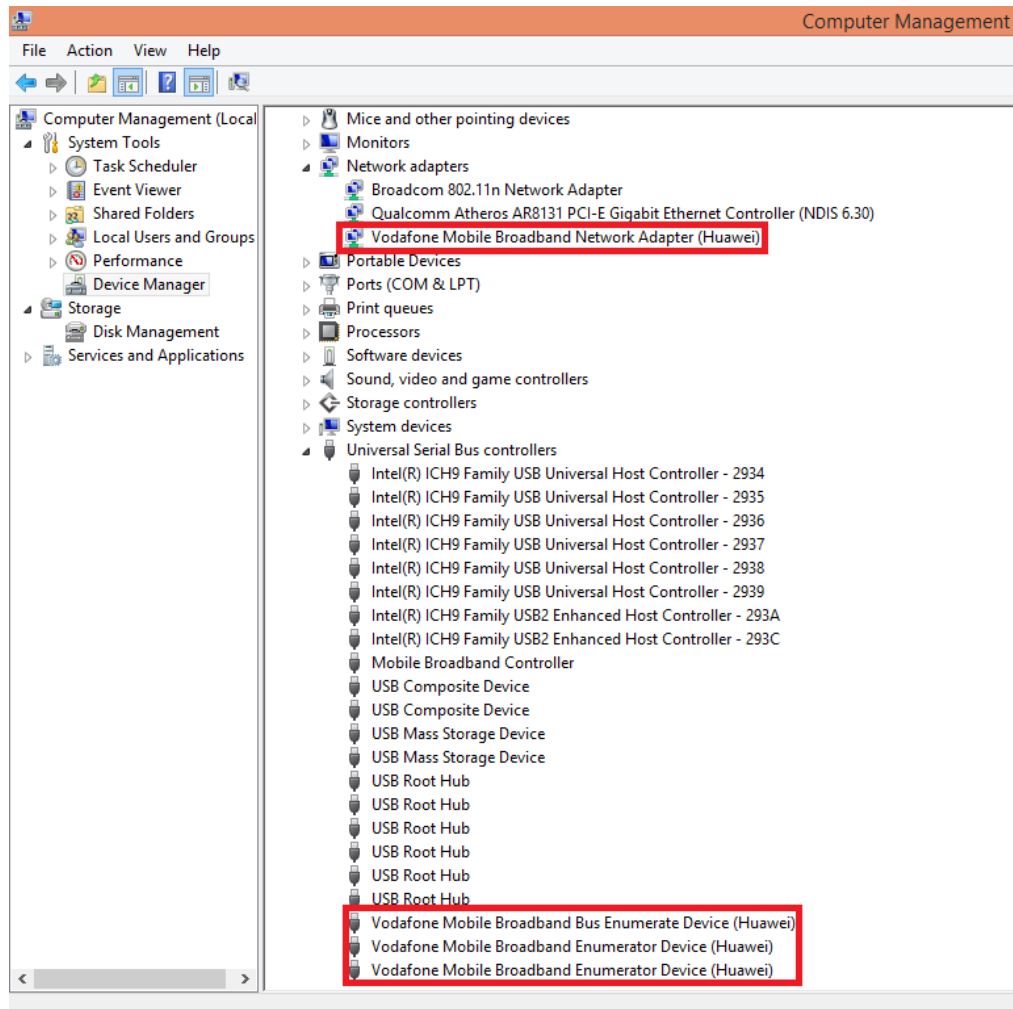 Computer Management
File Action View Help
Computer Management (Local
System Tools
Task Scheduler
Event Viewer
Shared Folders
Local Users and Groups
Performance
Device Manager
Storage
Disk Management
Services and Applications
Mice and other pointing devices
Monitors
Network adapters
Broadcom 802.11n Network Adapter
Qualcomm Atheros AR8131 PCI-E Gigabit Ethernet Controller (NDIS 6.30)
Vodafone Mobile Broadband Network Adapter (Huawei)
Portable Devices
Ports (COM & LPT)
Print queues
Processors
Software devices
Sound, video and game controllers
Storage controllers
System devices
Universal Serial Bus controllers
Intel(R) ICH9 Family USB Universal Host Controller - 2934
Intel(R) ICH9 Family USB Universal Host Controller - 2935
Intel(R) ICH9 Family USB Universal Host Controller - 2936
Intel(R) ICH9 Family USB Universal Host Controller - 2937
Intel(R) ICH9 Family USB Universal Host Controller - 2938
Intel(R) ICH9 Family USB Universal Host Controller - 2939
Intel(R) ICH9 Family USB2 Enhanced Host Controller - 293A
Intel(R) ICH9 Family USB2 Enhanced Host Controller - 293C
Mobile Broadband Controller
USB Composite Device
USB Composite Device
USB Mass Storage Device
USB Mass Storage Device
USB Root Hub
USB Root Hub
USB Root Hub
USB Root Hub
USB Root Hub
USB Root Hub
Vodafone Mobile Broadband Bus Enumerate Device (Huawei)
Vodafone Mobile Broadband Enumerator Device (Huawei)
Vodafone Mobile Broadband Enumerator Device (Huawei)